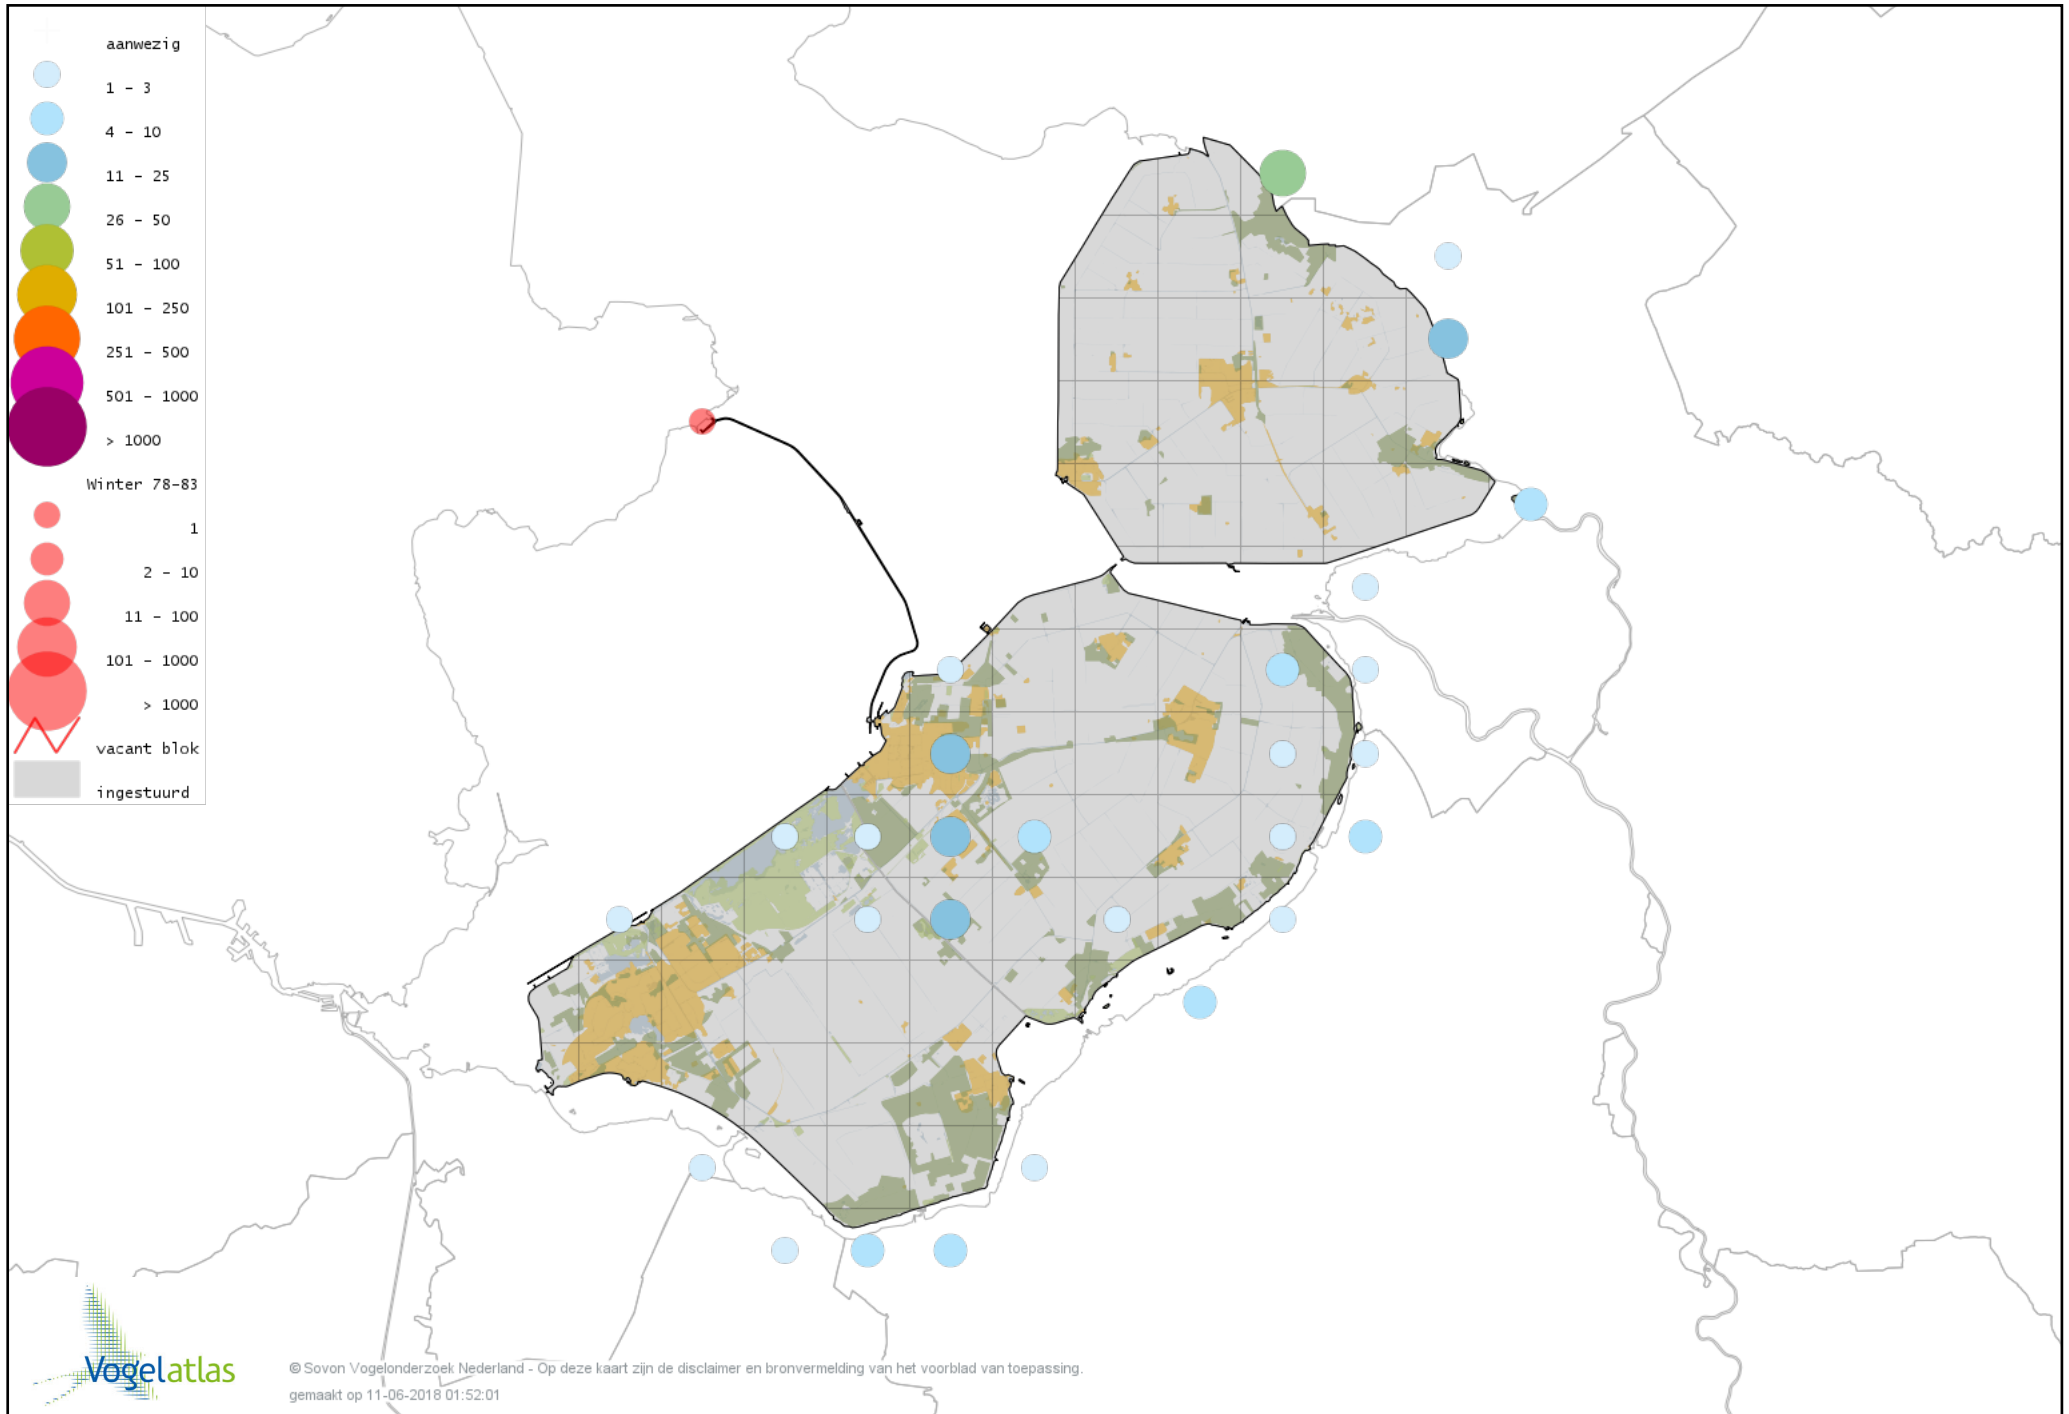 aanwezig
1 - 3
4 - 10
11 - 25
26 - 50
51 - 100
101 - 250
251 - 500
501 - 1000
> 1000
Winter 78-83
1
2 - 10
11 - 100
101 - 1000
> 1000
vacant blok
ingestuurd
Vogelatlas
© Sovon Vogelonderzoek Nederland - Op deze kaart zijn de disclaimer en bronvermelding van het voorblad van toepassing.
gemaakt op 11-06-2018 01:52:01